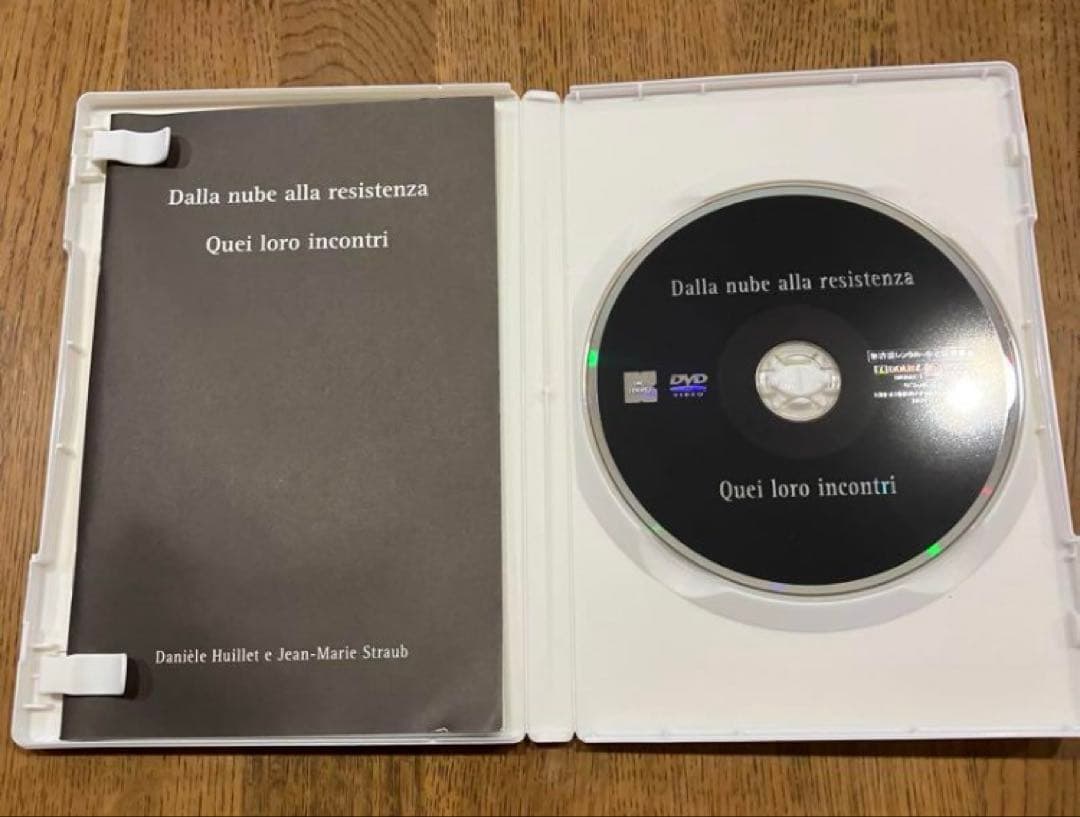 Dalla nube alla resistenza
Quei loro incontri
Danièle Huillet e Jean-Marie Straub
Dalla nube alla resistenza
DVD
VIDEO
Quei loro incontri